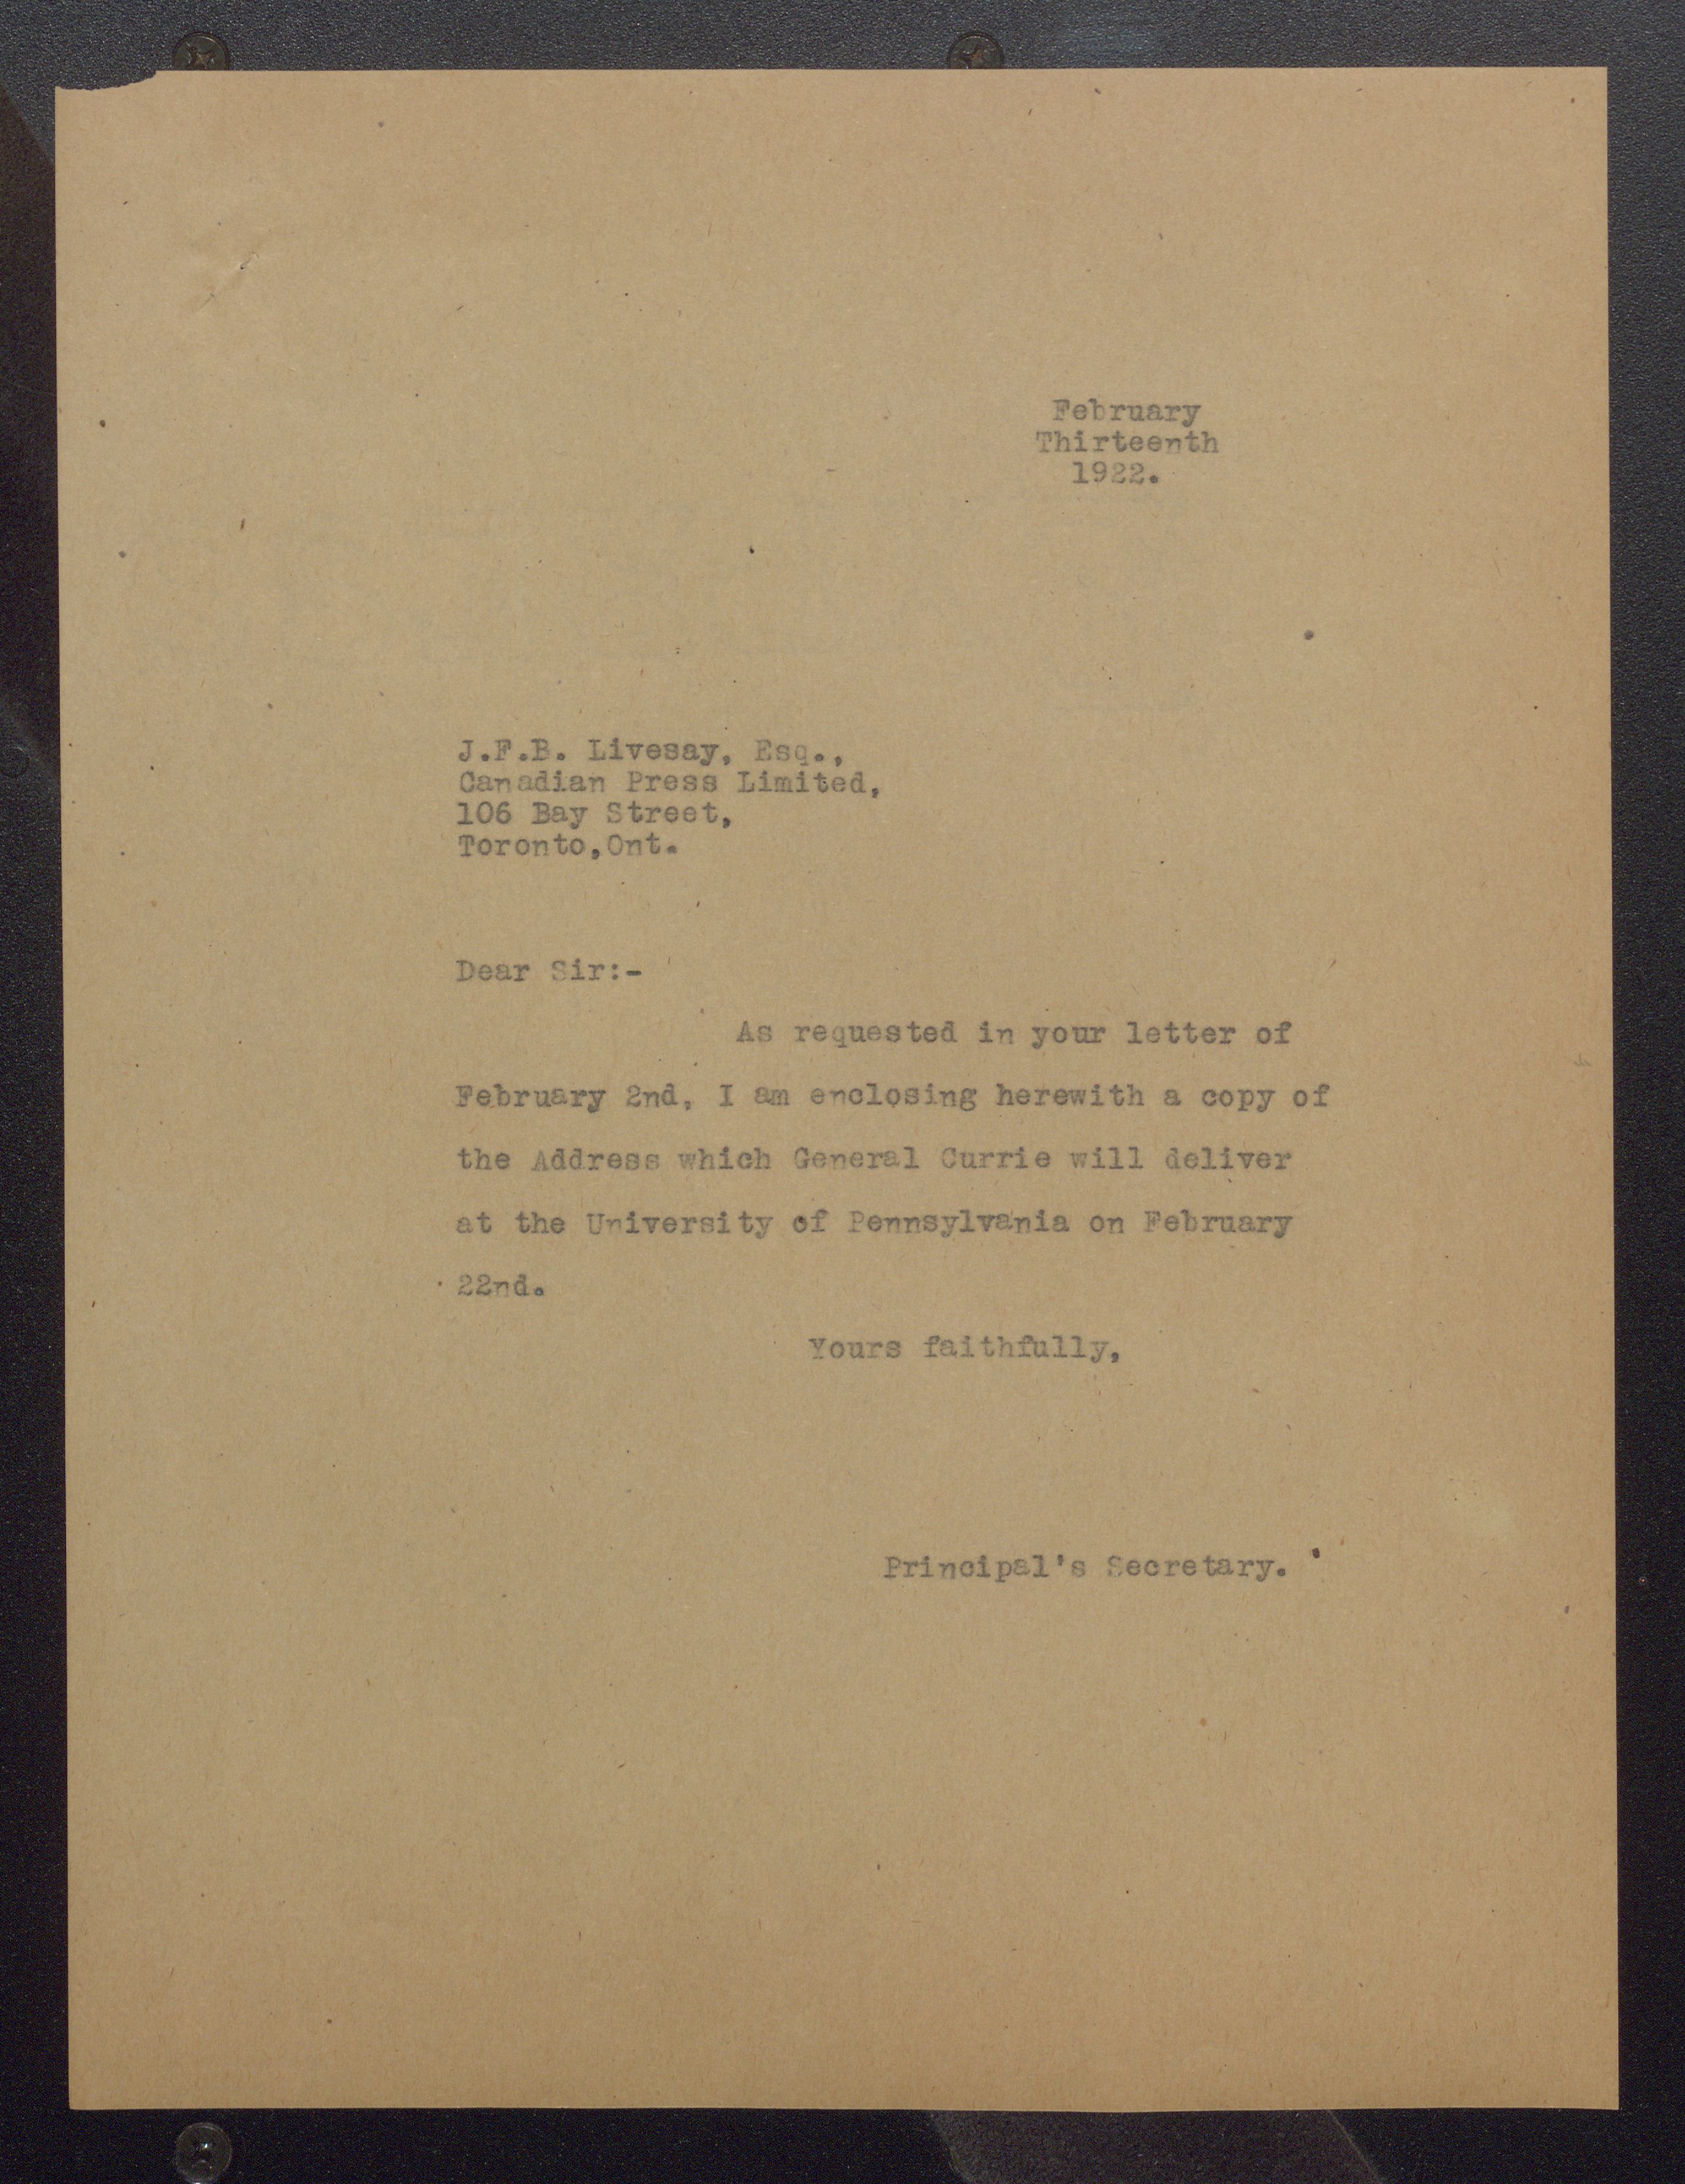 February
Thirteenth
1922.
J.F.B. Livesay, Esq.,
Canadian Press Limited,
106 Bay Street,
Toronto,Ont.
Dear Sir:-
As requested in your letter of
February 2nd, I am enclosing herewith a copy of
the Address which General Currie will deliver
at the University of Pennsylvania on February
22nd.
Yours faithfully,
Principal's Secretary.